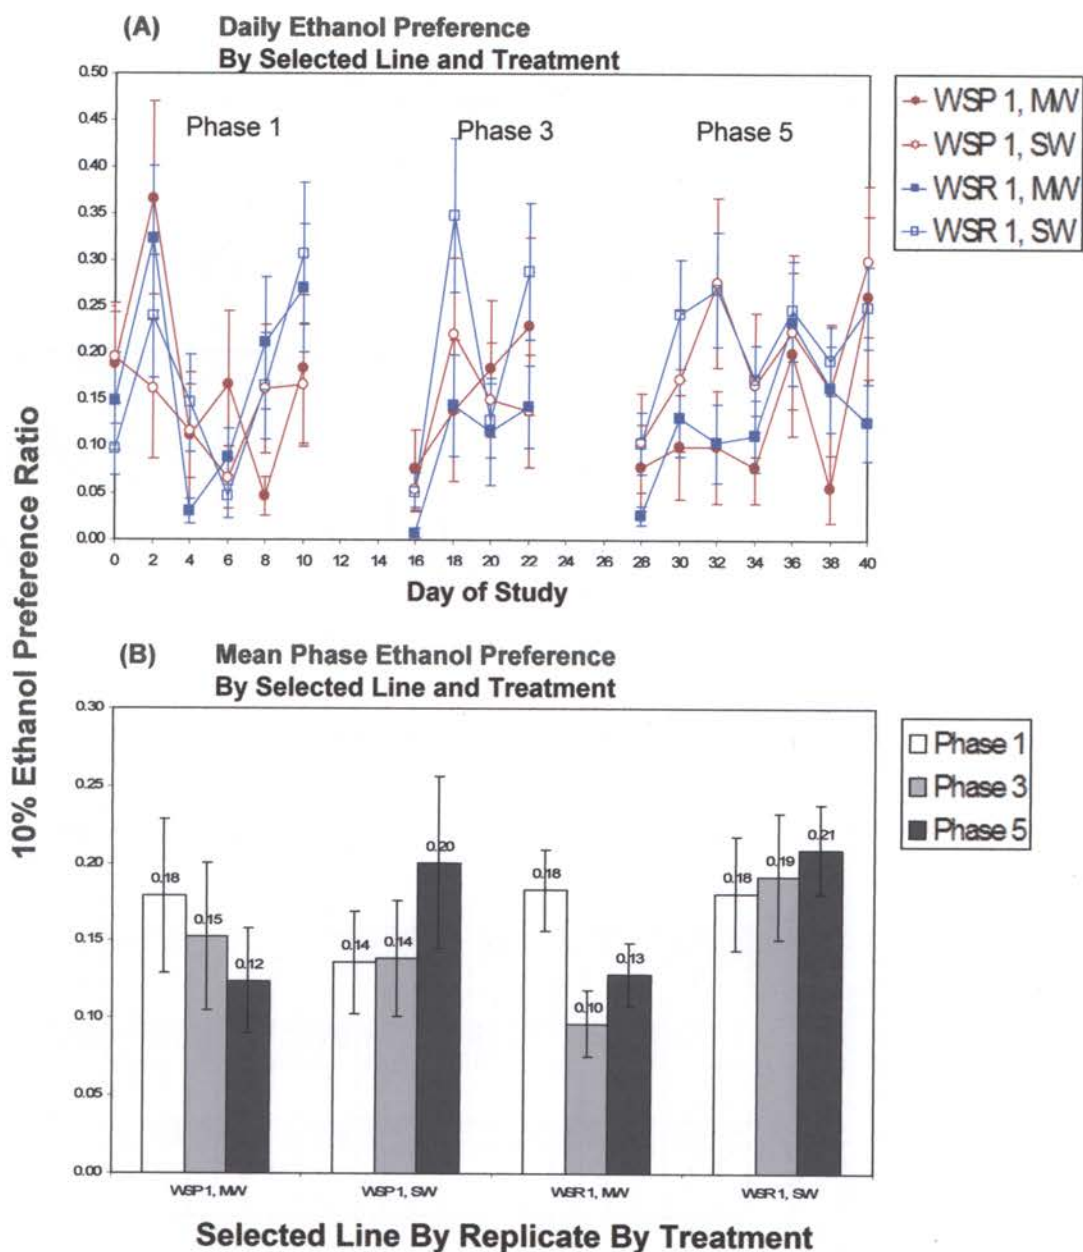 (A) Daily Ethanol Preference
By Selected Line and Treatment
0.50
0.45
0.40
0.35
0.30
0.25
0.20
0.15
0.10
0.05
0.00
Phase 1
Phase 3
Phase 5
WSP 1, MW
WSP 1, SW
WSR 1, MW
WSR 1, SW
0 2 4 6 8 10 12 14 16 18 20 22 24 26 28 30 32 34 36 38 40
Day of Study
10% Ethanol Preference Ratio
(B) Mean Phase Ethanol Preference
By Selected Line and Treatment
0.30
0.25
0.20
0.15
0.10
0.05
0.00
0.18
0.15
0.12
0.14
0.14
0.20
0.18
0.10
0.13
0.18
0.19
0.21
Phase 1
Phase 3
Phase 5
WSP1, MW
WSP1, SW
WSR1, MW
WSR1, SW
Selected Line By Replicate By Treatment